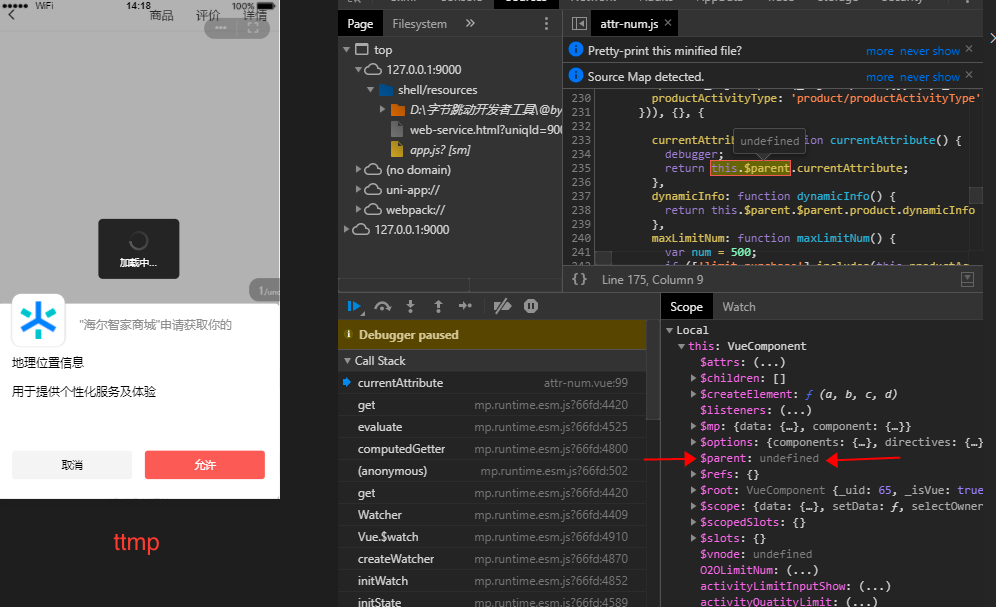 WiFi
14:18
100%
商品 评价 详情
加载中...
1/
"海尔智家商城"申请获取你的
地理位置信息
用于提供个性化服务及体验
取消
允许
ttmp
Page
Filesystem
top
127.0.0.1:9000
shell/resources
D:\字节跳动开发者工具\@by
web-service.html?uniqId=900
app.js? [sm]
(no domain)
uni-app://
webpack://
127.0.0.1:9000
attr-num.js
Pretty-print this minified file?
more never show
Source Map detected.
more never show
230 productActivityType: 'product/productActivityType'
231 })), {}, {
232
233 currentAttrib on currentAttribute() {
undefined
234 debugger;
235 return this.$parent.currentAttribute;
236 },
237 dynamicInfo: function dynamicInfo() {
238 return this.$parent.$parent.product.dynamicInfo
239 },
240 maxLimitNum: function maxLimitNum() {
241 var num = 500;
{} Line 175, Column 9
Debugger paused
Call Stack
currentAttribute attr-num.vue:99
get mp.runtime.esm.js?66fd:4420
evaluate mp.runtime.esm.js?66fd:4525
computedGetter mp.runtime.esm.js?66fd:4800
(anonymous) mp.runtime.esm.js?66fd:502
get mp.runtime.esm.js?66fd:4420
Watcher mp.runtime.esm.js?66fd:4409
Vue.$watch mp.runtime.esm.js?66fd:4910
createWatcher mp.runtime.esm.js?66fd:4870
initWatch mp.runtime.esm.js?66fd:4852
initState mp.runtime.esm.js?66fd:4589
Scope
Watch
Local
this: VueComponent
$attrs: (...)
$children: []
$createElement: ƒ (a, b, c, d)
$listeners: (...)
$mp: {data: {…}, component: {…}}
$options: {components: {…}, directives: {…}
$parent: undefined
$refs: {}
$root: VueComponent {_uid: 65, _isVue: true
$scope: {data: {…}, setData: ƒ, selectOwner
$scopedSlots: {}
$slots: {}
$vnode: undefined
O2OLimitNum: (...)
activityLimitInputShow: (...)
activityQuatityLimit: (...)